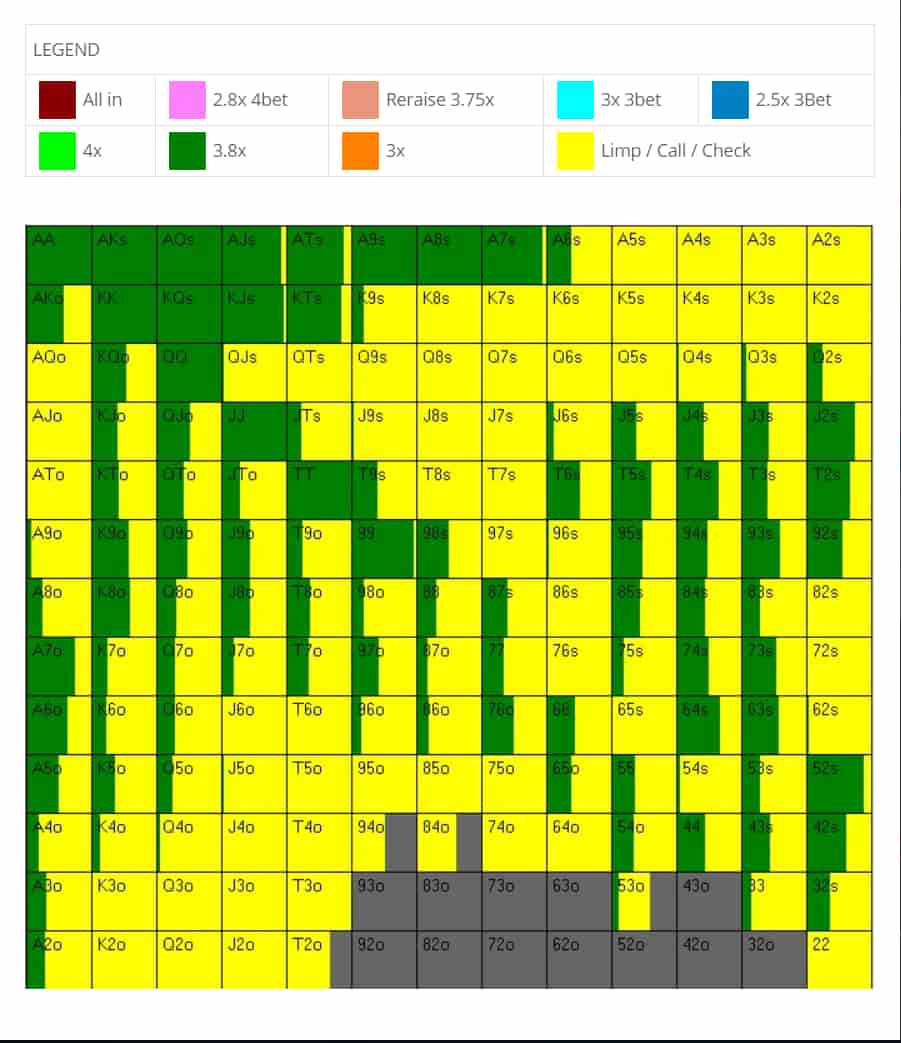 LEGEND
All in 2.8x 4bet Reraise 3.75x 3x 3bet 2.5x 3Bet
4x 3.8x 3x Limp / Call / Check
AA AKs AQs AJs ATs A9s A8s A7s A6s A5s A4s A3s A2s
AKo KK KQs KJs KTs K9s K8s K7s K6s K5s K4s K3s K2s
AQo KQo QQ QJs QTs Q9s Q8s Q7s Q6s Q5s Q4s Q3s Q2s
AJo KJo QJo JJ JTs J9s J8s J7s J6s J5s J4s J3s J2s
ATo KTo QTo JTo TT T9s T8s T7s T6s T5s T4s T3s T2s
A9o K9o Q9o J9o T9o 99 98s 97s 96s 95s 94s 93s 92s
A8o K8o Q8o J8o T8o 98o 88 87s 86s 85s 84s 83s 82s
A7o K7o Q7o J7o T7o 97o 87o 77 76s 75s 74s 73s 72s
A6o K6o Q6o J6o T6o 96o 86o 76o 66 65s 64s 63s 62s
A5o K5o Q5o J5o T5o 95o 85o 75o 65o 55 54s 53s 52s
A4o K4o Q4o J4o T4o 94o 84o 74o 64o 54o 44 43s 42s
A3o K3o Q3o J3o T3o 93o 83o 73o 63o 53o 43o 33 32s
A2o K2o Q2o J2o T2o 92o 82o 72o 62o 52o 42o 32o 22